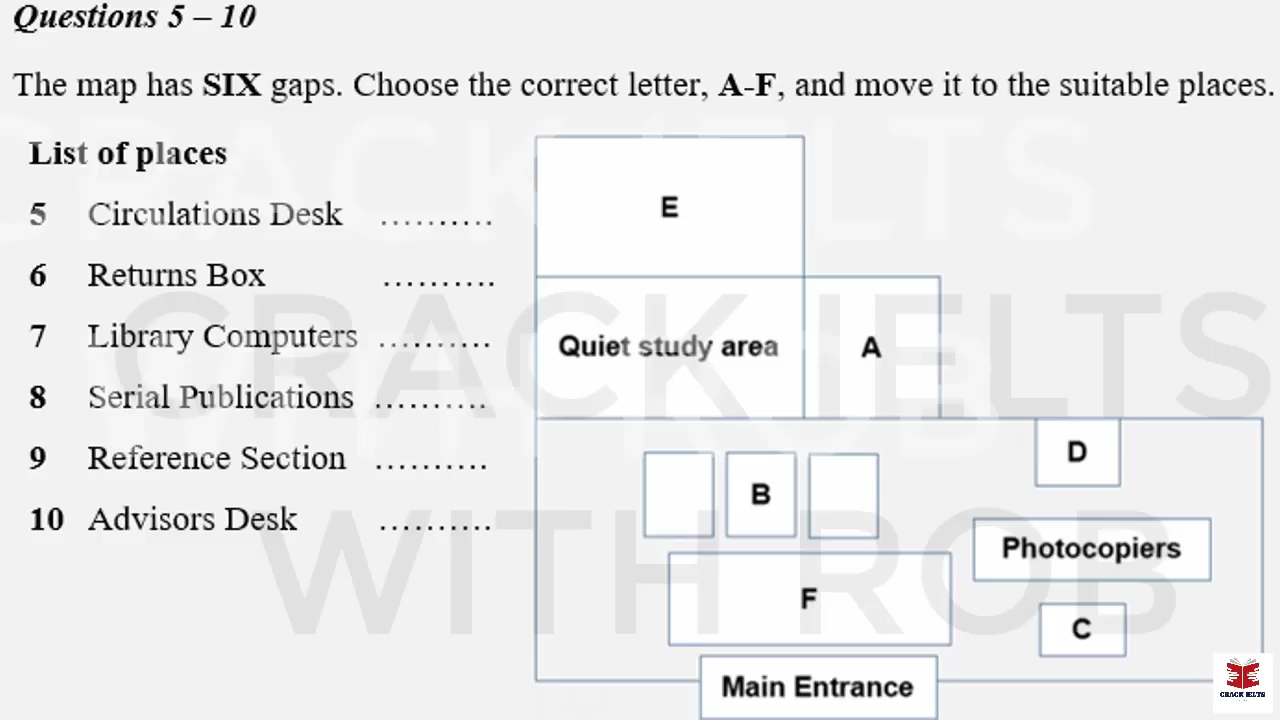 Questions 5 – 10
The map has SIX gaps. Choose the correct letter, A-F, and move it to the suitable places.
List of places
5 Circulations Desk ..........
6 Returns Box ..........
7 Library Computers ..........
8 Serial Publications ..........
9 Reference Section ..........
10 Advisors Desk ..........
E
Quiet study area
A
D
B
Photocopiers
F
C
Main Entrance
CRACK IELTS
WITH ROB
CRACK IELTS